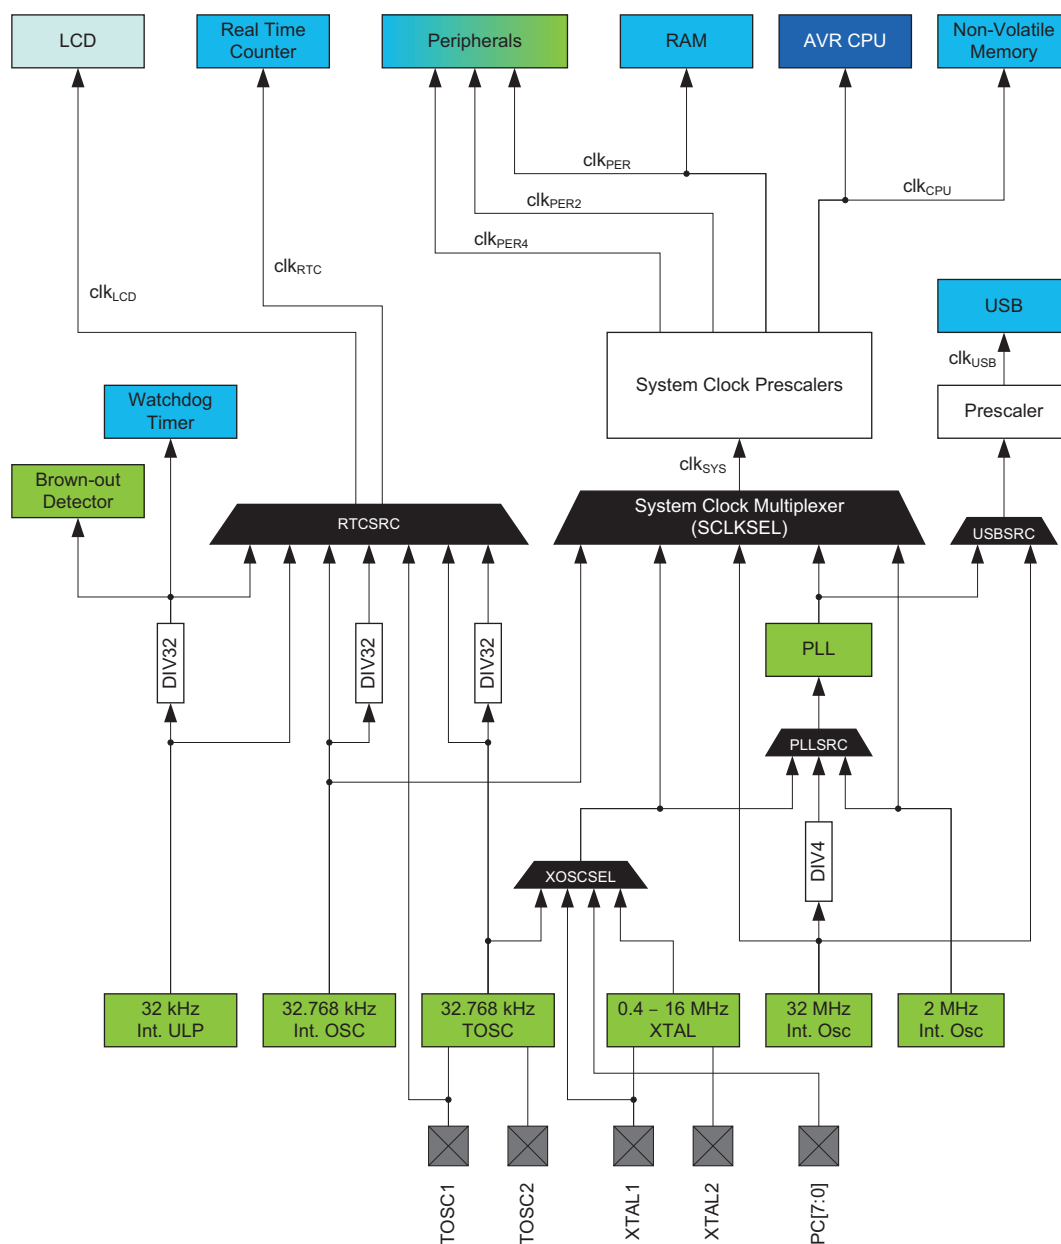 LCD
Real Time
Counter
Peripherals
RAM
AVR CPU
Non-Volatile
Memory
clkPER
clkCPU
clkPER2
clkPER4
clkRTC
clkLCD
USB
clkUSB
System Clock Prescalers
Prescaler
Watchdog
Timer
clkSYS
Brown-out
Detector
RTCSRC
System Clock Multiplexer
(SCLKSEL)
USBSRC
DIV32
DIV32
DIV32
PLL
PLLSRC
DIV4
XOSCSEL
32 kHz
Int. ULP
32.768 kHz
Int. OSC
32.768 kHz
TOSC
0.4 – 16 MHz
XTAL
32 MHz
Int. Osc
2 MHz
Int. Osc
TOSC1
TOSC2
XTAL1
XTAL2
PC[7:0]